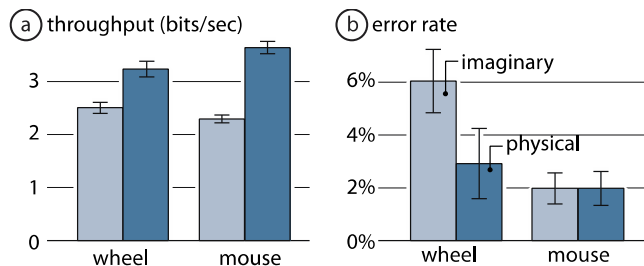 a throughput (bits/sec)
3
2
1
0
wheel mouse
b error rate
6%
4%
2%
0%
imaginary
physical
wheel mouse